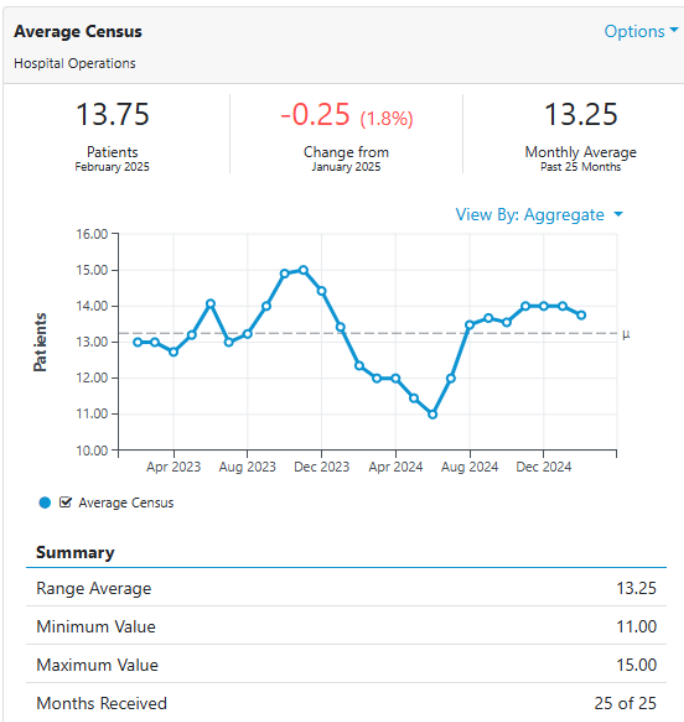 Average Census
Options
Hospital Operations
13.75
Patients
February 2025
-0.25 (1.8%)
Change from
January 2025
13.25
Monthly Average
Past 25 Months
View By: Aggregate
16.00
15.00
14.00
13.00
12.00
11.00
10.00
Patients
μ
Apr 2023 Aug 2023 Dec 2023 Apr 2024 Aug 2024 Dec 2024
Average Census
Summary
Range Average 13.25
Minimum Value 11.00
Maximum Value 15.00
Months Received 25 of 25